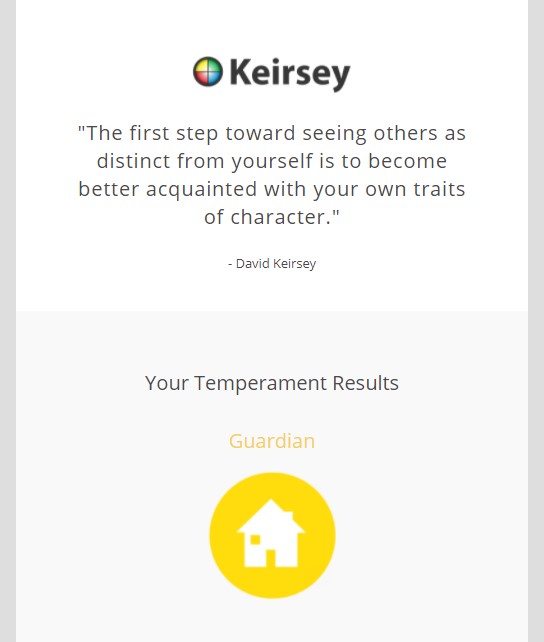 Keirsey
"The first step toward seeing others as
distinct from yourself is to become
better acquainted with your own traits
of character."
- David Keirsey
Your Temperament Results
Guardian